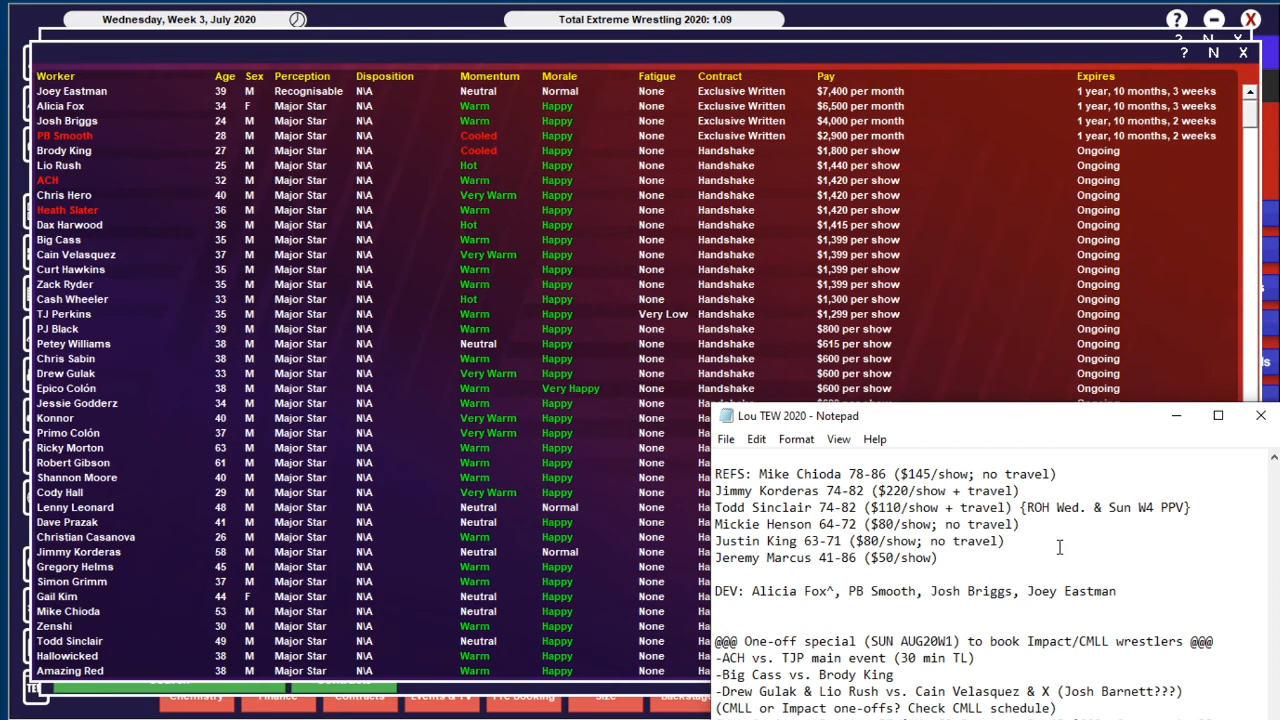 Wednesday, Week 3, July 2020 Total Extreme Wrestling 2020: 1.09 ? – X
? N X
Worker Age Sex Perception Disposition Momentum Morale Fatigue Contract Pay Expires
Joey Eastman 39 M Recognisable N\A Neutral Normal None Exclusive Written $7,400 per month 1 year, 10 months, 3 weeks
Alicia Fox 34 F Major Star N\A Warm Happy None Exclusive Written $6,500 per month 1 year, 10 months, 3 weeks
Josh Briggs 24 M Major Star N\A Warm Happy None Exclusive Written $4,000 per month 1 year, 10 months, 2 weeks
PB Smooth 28 M Major Star N\A Cooled Happy None Exclusive Written $2,900 per month 1 year, 10 months, 2 weeks
Brody King 27 M Major Star N\A Cooled Happy None Handshake $1,800 per show Ongoing
Lio Rush 25 M Major Star N\A Hot Happy None Handshake $1,440 per show Ongoing
ACH 32 M Major Star N\A Warm Happy None Handshake $1,420 per show Ongoing
Chris Hero 40 M Major Star N\A Very Warm Happy None Handshake $1,420 per show Ongoing
Heath Slater 36 M Major Star N\A Warm Happy None Handshake $1,420 per show Ongoing
Dax Harwood 36 M Major Star N\A Hot Happy None Handshake $1,415 per show Ongoing
Big Cass 35 M Major Star N\A Warm Happy None Handshake $1,399 per show Ongoing
Cain Velasquez 37 M Major Star N\A Very Warm Happy None Handshake $1,399 per show Ongoing
Curt Hawkins 35 M Major Star N\A Warm Happy None Handshake $1,399 per show Ongoing
Zack Ryder 35 M Major Star N\A Warm Happy None Handshake $1,399 per show Ongoing
Cash Wheeler 33 M Major Star N\A Hot Happy None Handshake $1,300 per show Ongoing
TJ Perkins 35 M Major Star N\A Warm Happy Very Low Handshake $1,299 per show Ongoing
PJ Black 39 M Major Star N\A Warm Happy None Handshake $800 per show Ongoing
Petey Williams 38 M Major Star N\A Neutral Happy None Handshake $615 per show Ongoing
Chris Sabin 38 M Major Star N\A Warm Happy None Handshake $600 per show Ongoing
Drew Gulak 33 M Major Star N\A Very Warm Happy None Handshake $600 per show Ongoing
Epico Colón 38 M Major Star N\A Warm Very Happy None Handshake $600 per show Ongoing
Jessie Godderz 34 M Major Star N\A Warm Happy None Handshake
Konnor 40 M Major Star N\A Very Warm Happy None Ha
Primo Colón 37 M Major Star N\A Very Warm Happy None Ha
Ricky Morton 63 M Major Star N\A Warm Happy None Ha
Robert Gibson 61 M Major Star N\A Warm Happy None Ha
Shannon Moore 40 M Major Star N\A Warm Happy None Ha
Cody Hall 29 M Major Star N\A Very Warm Happy None Ha
Lenny Leonard 48 M Major Star N\A Neutral Normal None Ha
Dave Prazak 41 M Major Star N\A Neutral Happy None Ha
Christian Casanova 26 M Major Star N\A Warm Happy None Ha
Jimmy Korderas 58 M Major Star N\A Neutral Normal None Ha
Gregory Helms 45 M Major Star N\A Warm Happy None Ha
Simon Grimm 37 M Major Star N\A Warm Happy None Ha
Gail Kim 44 F Major Star N\A Neutral Happy None Ha
Mike Chioda 53 M Major Star N\A Neutral Happy None Ha
Zenshi 30 M Major Star N\A Warm Happy None Ha
Todd Sinclair 49 M Major Star N\A Neutral Happy None Ha
Hallowicked 38 M Major Star N\A Warm Happy None Ha
Amazing Red 38 M Major Star N\A Warm Happy None Ha
Chemistry Finance Contracts Events & TV Pre Booking Size Backstage
Lou TEW 2020 - Notepad
File Edit Format View Help
REFS: Mike Chioda 78-86 ($145/show; no travel)
Jimmy Korderas 74-82 ($220/show + travel)
Todd Sinclair 74-82 ($110/show + travel) {ROH Wed. & Sun W4 PPV}
Mickie Henson 64-72 ($80/show; no travel)
Justin King 63-71 ($80/show; no travel)
Jeremy Marcus 41-86 ($50/show)
DEV: Alicia Fox^, PB Smooth, Josh Briggs, Joey Eastman
@@@ One-off special (SUN AUG20W1) to book Impact/CMLL wrestlers @@@
-ACH vs. TJP main event (30 min TL)
-Big Cass vs. Brody King
-Drew Gulak & Lio Rush vs. Cain Velasquez & X (Josh Barnett???)
(CMLL or Impact one-offs? Check CMLL schedule)